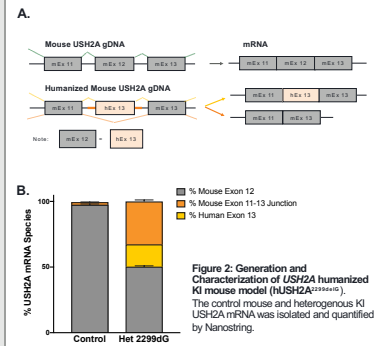 A.
Mouse USH2A gDNA
mRNA
mEx 11
mEx 12
mEx 13
mEx 11
mEx 12
mEx 13
Humanized Mouse USH2A gDNA
mEx 11
hEx 13
mEx 13
mEx 11
hEx 13
mEx 13
mEx 11
mEx 13
Note:
mEx 12
=
hEx 13
B.
% Mouse Exon 12
% Mouse Exon 11-13 Junction
% Human Exon 13
% USH2A mRNA Species
100
50
0
Control
Het 2299dG
Figure 2: Generation and
Characterization of USH2A humanized
KI mouse model (hUSH2A²²⁹⁹ᵈᵉˡᴳ).
The control mouse and heterogenous KI
USH2A mRNA was isolated and quantified
by Nanostring.